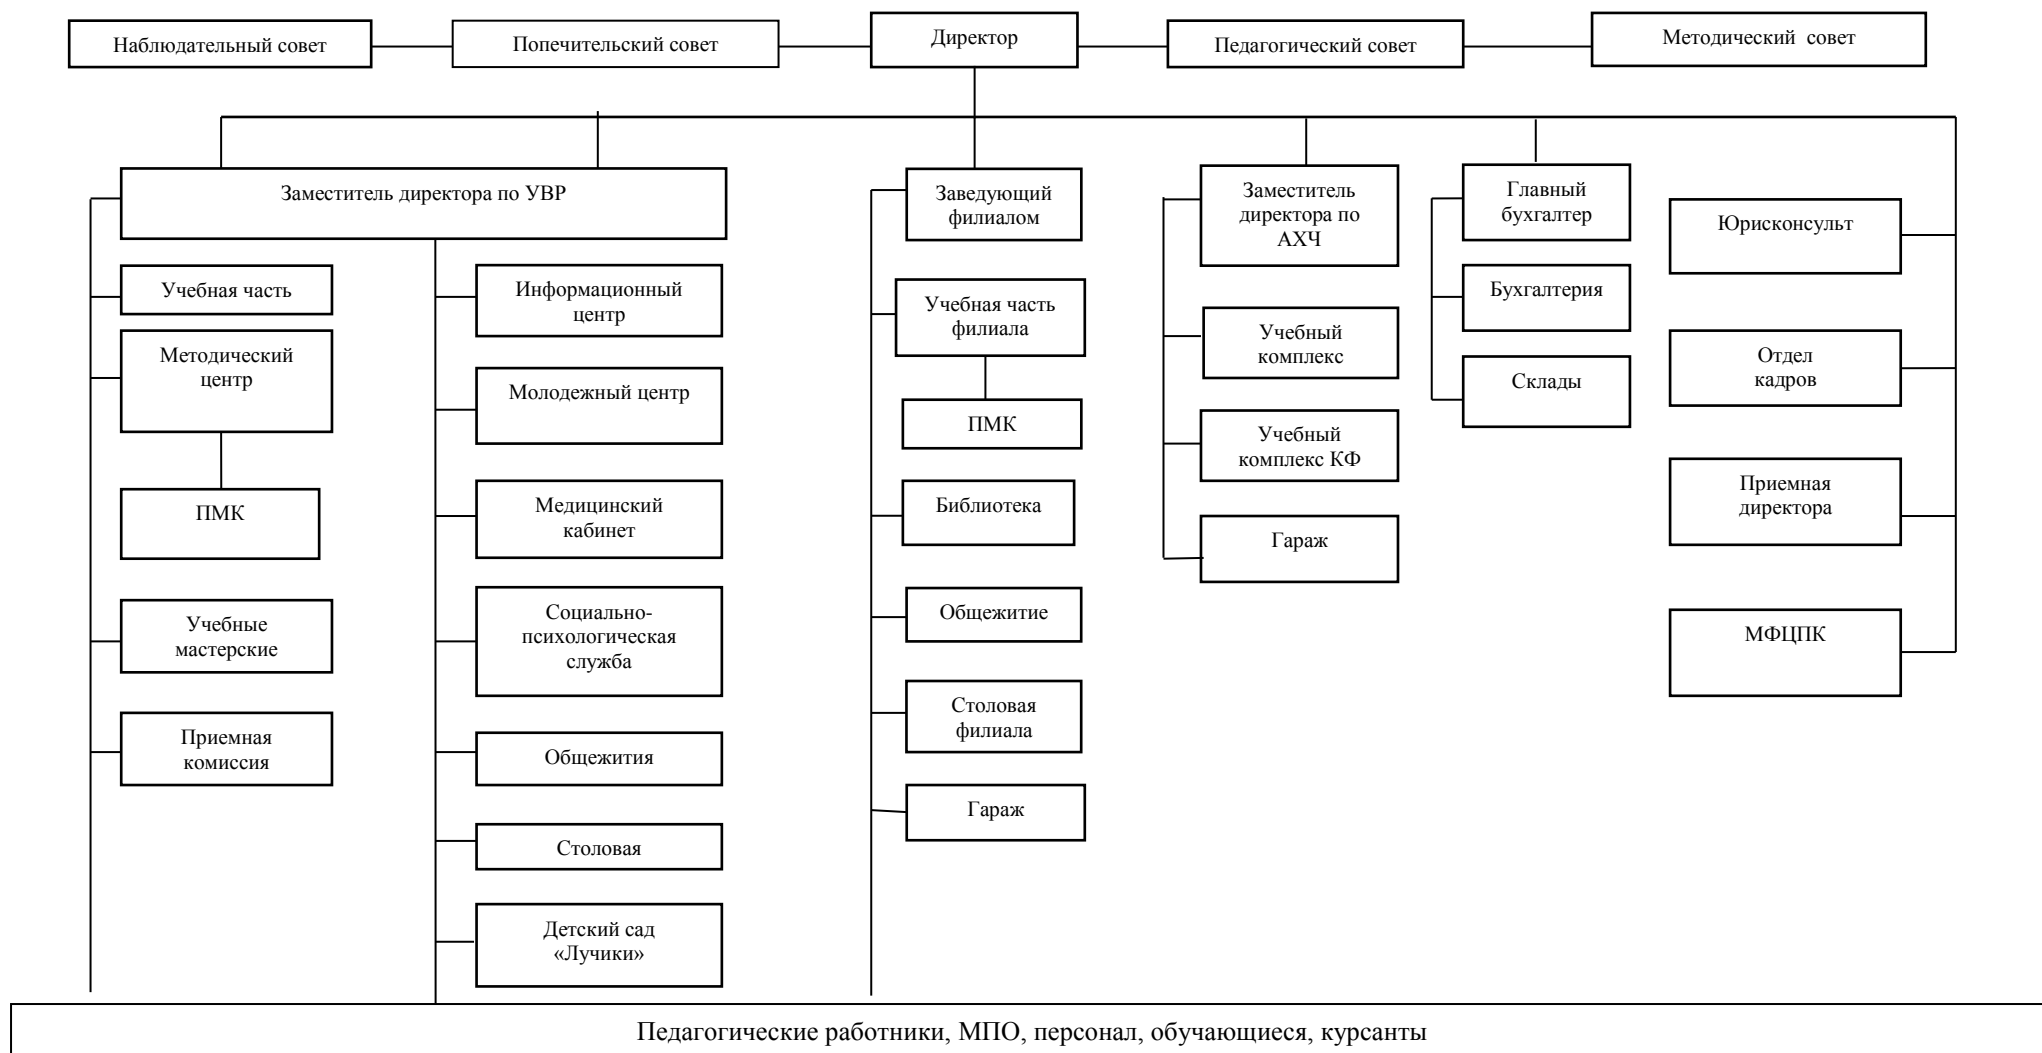 Наблюдательный совет
Попечительский совет
Директор
Педагогический совет
Методический совет
Заместитель директора по УВР
Учебная часть
Методический
центр
ПМК
Учебные
мастерские
Приемная
комиссия
Информационный
центр
Молодежный центр
Медицинский
кабинет
Социально-
психологическая
служба
Общежития
Столовая
Детский сад
«Лучики»
Заведующий
филиалом
Учебная часть
филиала
ПМК
Библиотека
Общежитие
Столовая
филиала
Гараж
Заместитель
директора по
АХЧ
Учебный
комплекс
Учебный
комплекс КФ
Гараж
Главный
бухгалтер
Бухгалтерия
Склады
Юрисконсульт
Отдел
кадров
Приемная
директора
МФЦПК
Педагогические работники, МПО, персонал, обучающиеся, курсанты